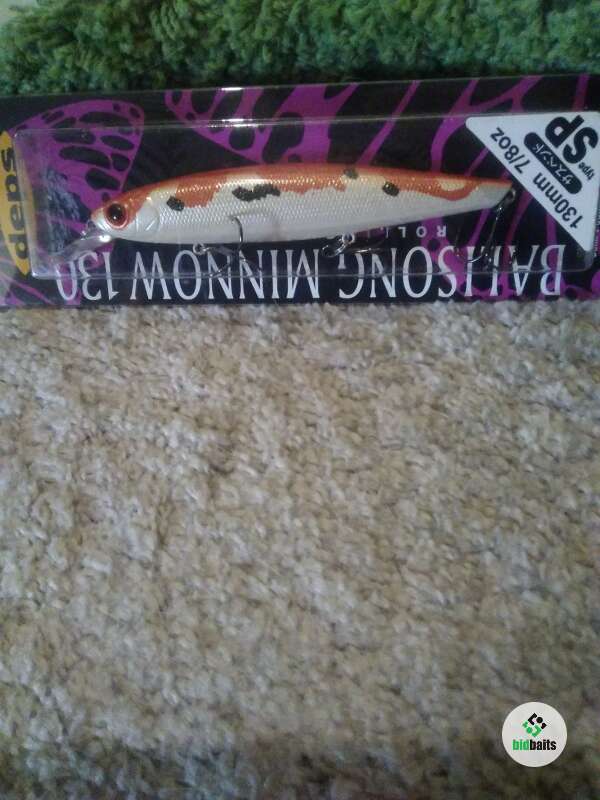 deps
BALISONG MINNOW 130
130mm 7/8oz
サスペンド
type SP
bidbaits